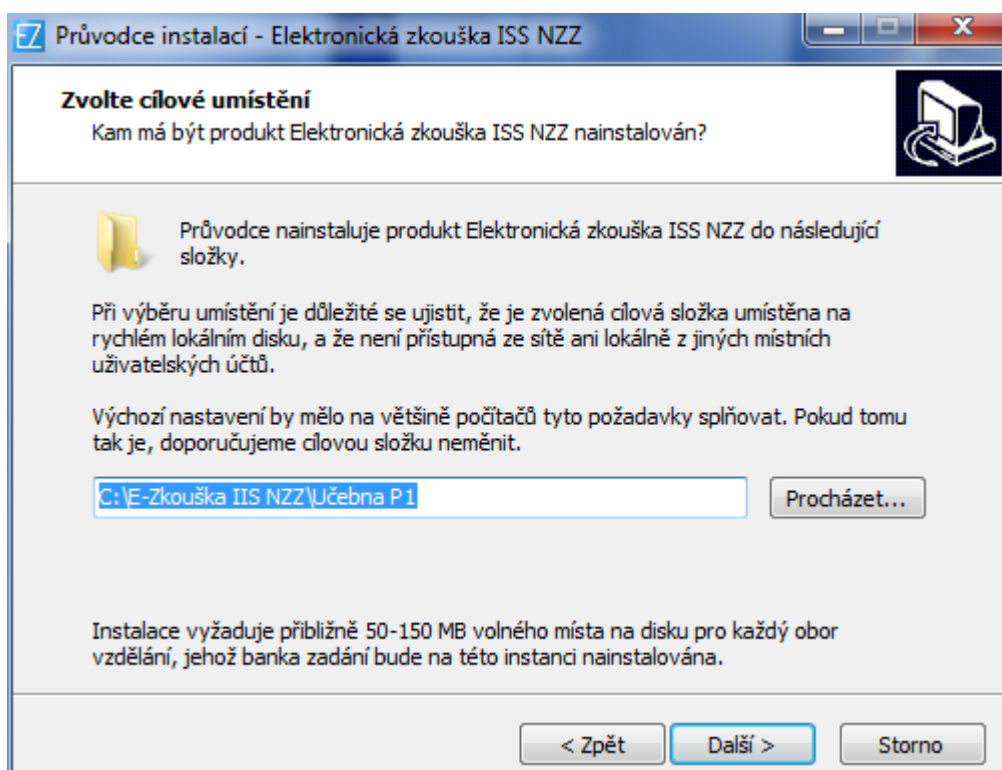 EZ Průvodce instalací - Elektronická zkouška ISS NZZ
Zvolte cílové umístění
Kam má být produkt Elektronická zkouška ISS NZZ nainstalován?
Průvodce nainstaluje produkt Elektronická zkouška ISS NZZ do následující
složky.
Při výběru umístění je důležité se ujistit, že je zvolená cílová složka umístěna na
rychlém lokálním disku, a že není přístupná ze sítě ani lokálně z jiných místních
uživatelských účtů.
Výchozí nastavení by mělo na většině počítačů tyto požadavky splňovat. Pokud tomu
tak je, doporučujeme cílovou složku neměnit.
C:\E-Zkouška IIS NZZ\Učebna P1
Procházet...
Instalace vyžaduje přibližně 50-150 MB volného místa na disku pro každý obor
vzdělání, jehož banka zadání bude na této instanci nainstalována.
< Zpět
Další >
Storno